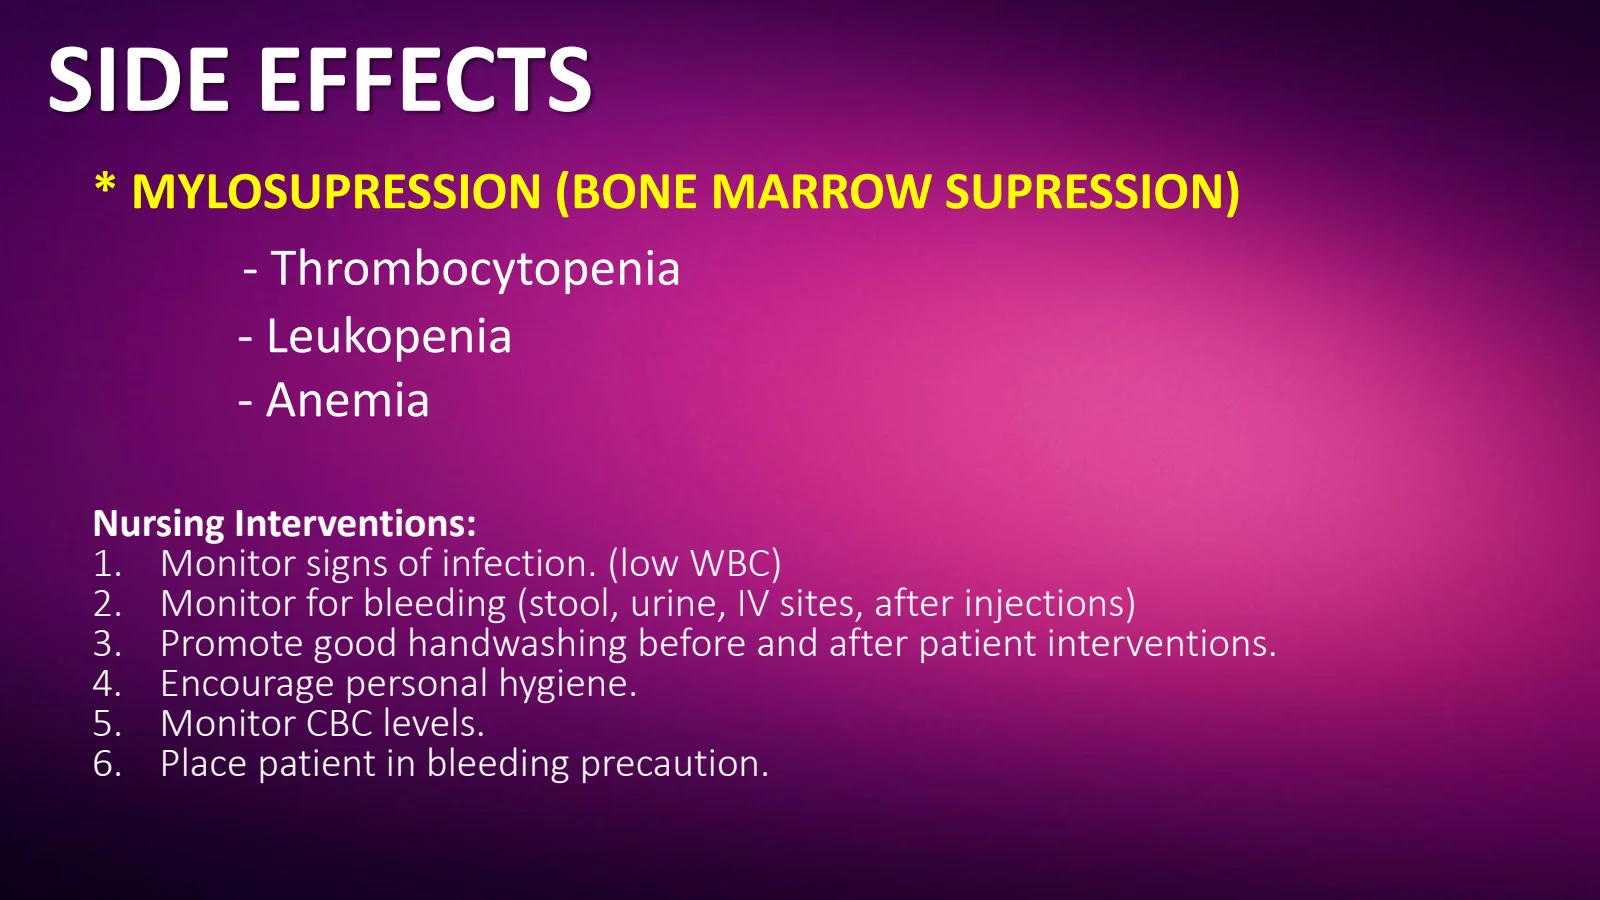 SIDE EFFECTS
* MYLOSUPRESSION (BONE MARROW SUPRESSION)
- Thrombocytopenia
- Leukopenia
- Anemia
Nursing Interventions:
1. Monitor signs of infection. (low WBC)
2. Monitor for bleeding (stool, urine, IV sites, after injections)
3. Promote good handwashing before and after patient interventions.
4. Encourage personal hygiene.
5. Monitor CBC levels.
6. Place patient in bleeding precaution.